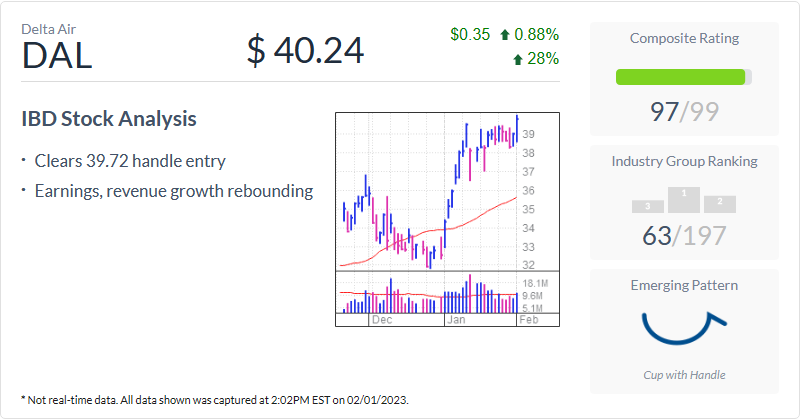 Delta Air
DAL
$ 40.24
$0.35 0.88%
28%
IBD Stock Analysis
· Clears 39.72 handle entry
· Earnings, revenue growth rebounding
39
38
37
36
35
34
33
32
18.1M
9.6M
5.1M
Dec Jan Feb
Composite Rating
97/99
Industry Group Ranking
3 1 2
63/197
Emerging Pattern
Cup with Handle
* Not real-time data. All data shown was captured at 2:02PM EST on 02/01/2023.